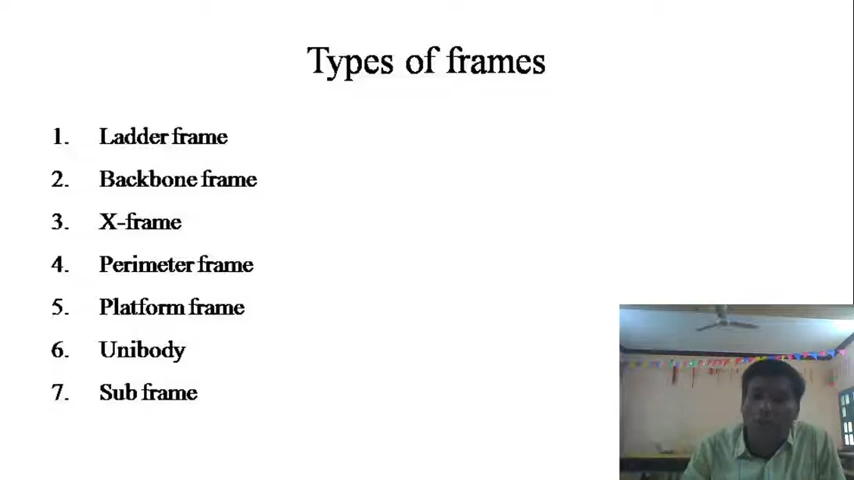 Types of frames
1. Ladder frame
2. Backbone frame
3. X-frame
4. Perimeter frame
5. Platform frame
6. Unibody
7. Sub frame